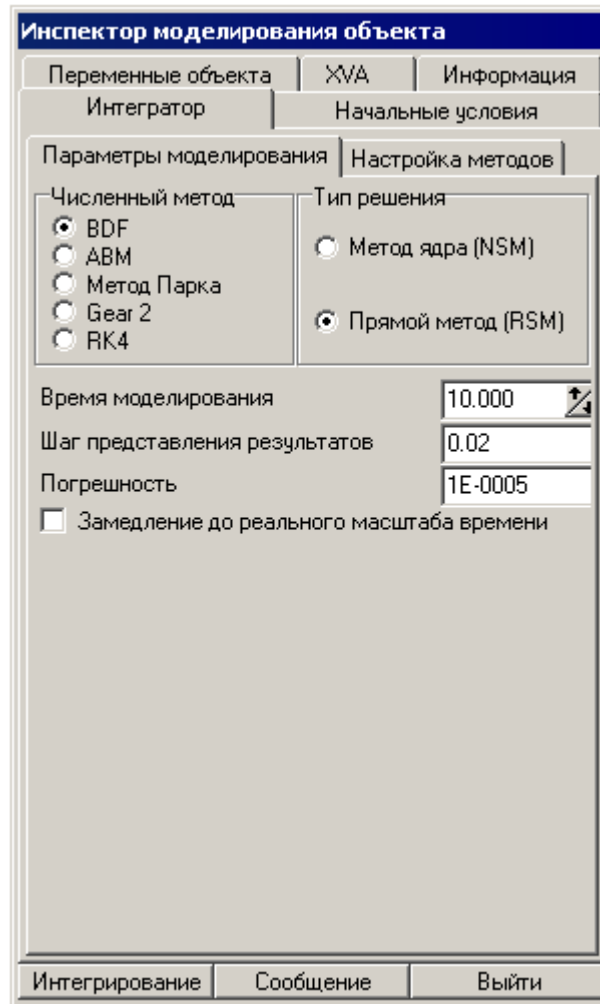 Инспектор моделирования объекта
Переменные объекта XVA Информация
Интегратор Начальные условия
Параметры моделирования Настройка методов
Численный метод
BDF
ABM
Метод Парка
Gear 2
RK4
Тип решения
Метод ядра (NSM)
Прямой метод (RSM)
Время моделирования 10.000
Шаг представления результатов 0.02
Погрешность 1E-0005
Замедление до реального масштаба времени
Интегрирование Сообщение Выйти